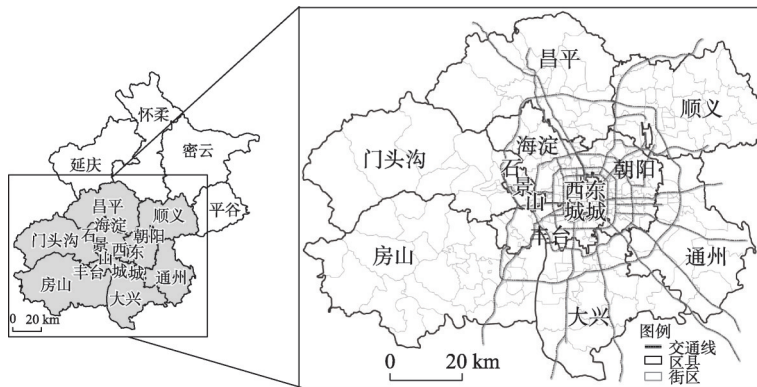 怀柔
延庆
密云
平谷
昌平
顺义
海淀
门头沟
石景山
朝阳
西城
东城
丰台
房山
通州
大兴
0 20 km
昌平
顺义
海淀
门头沟
石景山
朝阳
西城
东城
丰台
房山
通州
大兴
0 20 km
图例
交通线
区县
街区